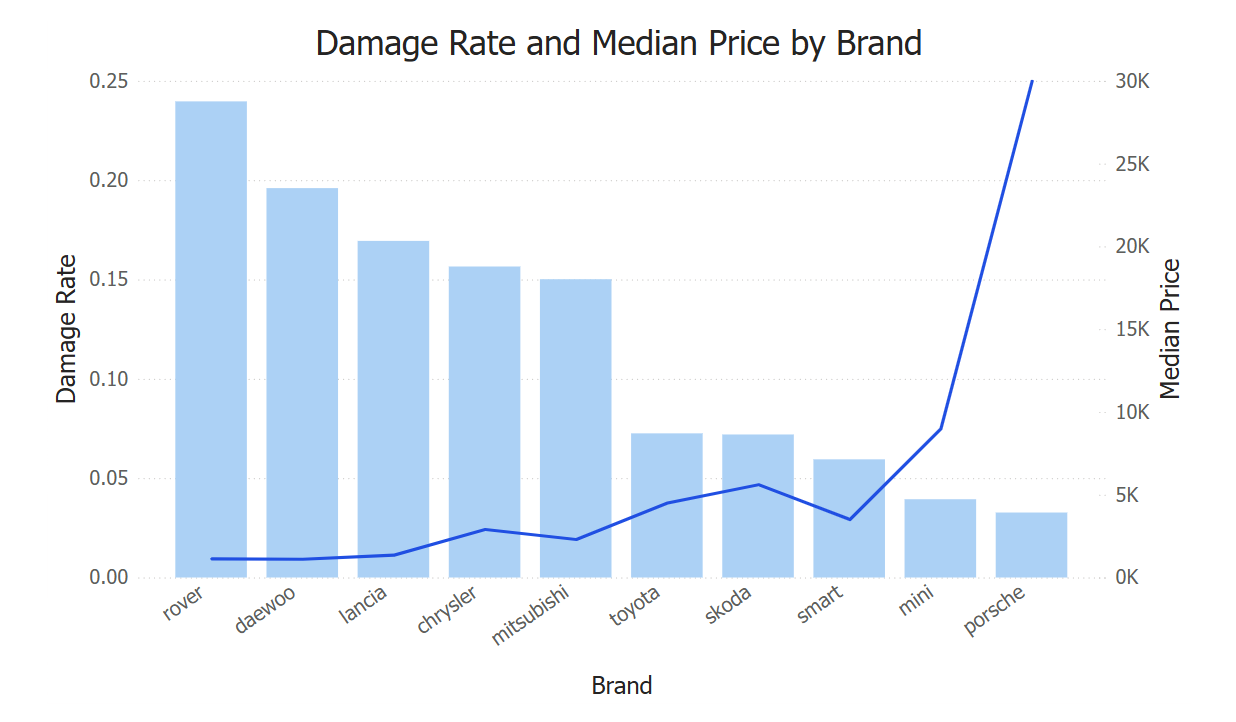 Damage Rate and Median Price by Brand
0.25
0.20
0.15
0.10
0.05
0.00
Damage Rate
30K
25K
20K
15K
10K
5K
0K
Median Price
rover
daewoo
lancia
chrysler
mitsubishi
toyota
skoda
smart
mini
porsche
Brand